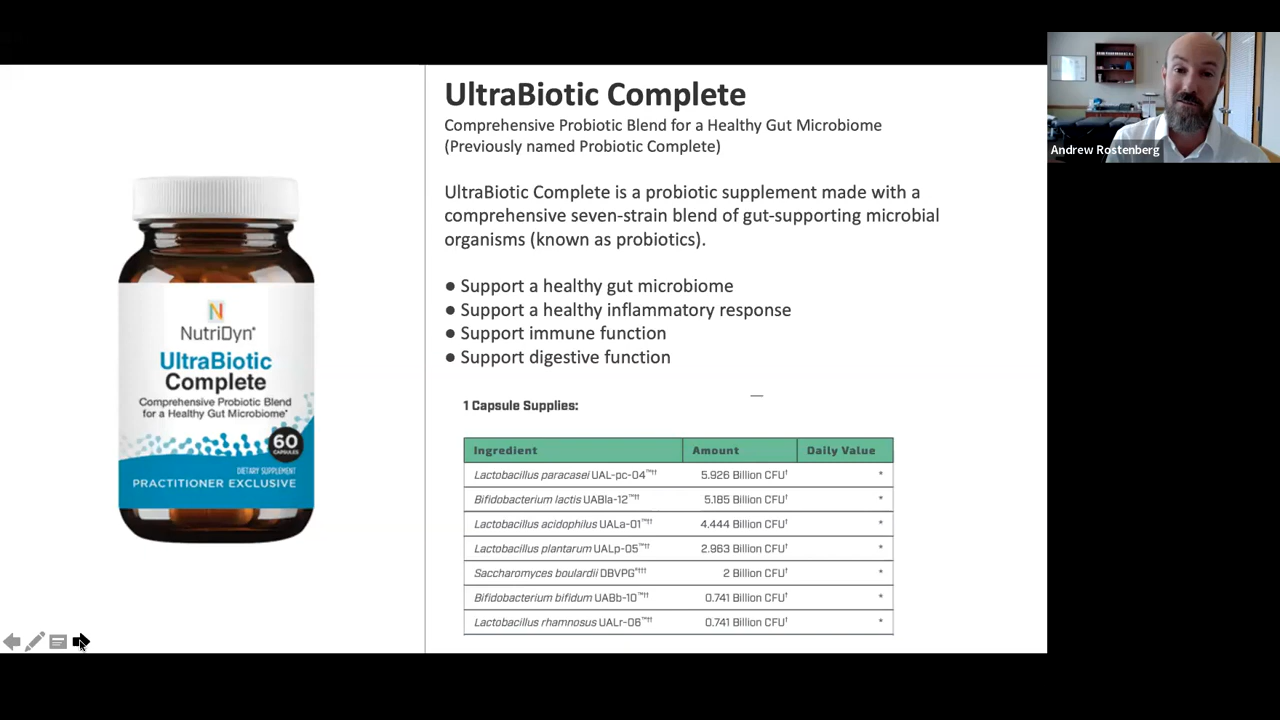 UltraBiotic Complete
Comprehensive Probiotic Blend for a Healthy Gut Microbiome
(Previously named Probiotic Complete)
UltraBiotic Complete is a probiotic supplement made with a
comprehensive seven-strain blend of gut-supporting microbial
organisms (known as probiotics).
● Support a healthy gut microbiome
● Support a healthy inflammatory response
● Support immune function
● Support digestive function
1 Capsule Supplies:
Ingredient Amount Daily Value
Lactobacillus paracasei UAL-pc-04™†† 5.926 Billion CFU† *
Bifidobacterium lactis UABla-12™†† 5.185 Billion CFU† *
Lactobacillus acidophilus UALa-01™†† 4.444 Billion CFU† *
Lactobacillus plantarum UALp-05™†† 2.963 Billion CFU† *
Saccharomyces boulardii DBVPG*††† 2 Billion CFU† *
Bifidobacterium bifidum UABb-10™†† 0.741 Billion CFU† *
Lactobacillus rhamnosus UALr-06™†† 0.741 Billion CFU† *
N
NutriDyn®
UltraBiotic
Complete
Comprehensive Probiotic Blend
for a Healthy Gut Microbiome*
60
CAPSULES
DIETARY SUPPLEMENT
PRACTITIONER EXCLUSIVE
Andrew Rostenberg